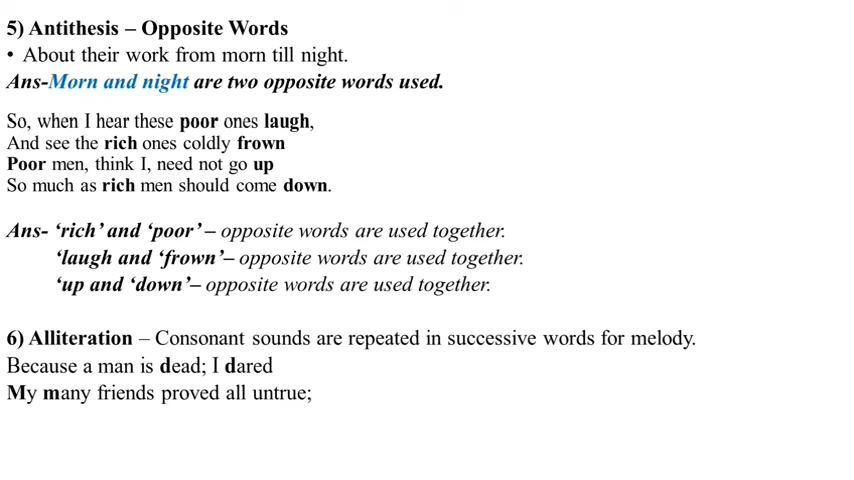 5) Antithesis – Opposite Words
• About their work from morn till night.
Ans-Morn and night are two opposite words used.
So, when I hear these poor ones laugh,
And see the rich ones coldly frown
Poor men, think I, need not go up
So much as rich men should come down.
Ans- ‘rich’ and ‘poor’ – opposite words are used together.
‘laugh and ‘frown’– opposite words are used together.
‘up and ‘down’– opposite words are used together.
6) Alliteration – Consonant sounds are repeated in successive words for melody.
Because a man is dead; I dared
My many friends proved all untrue;